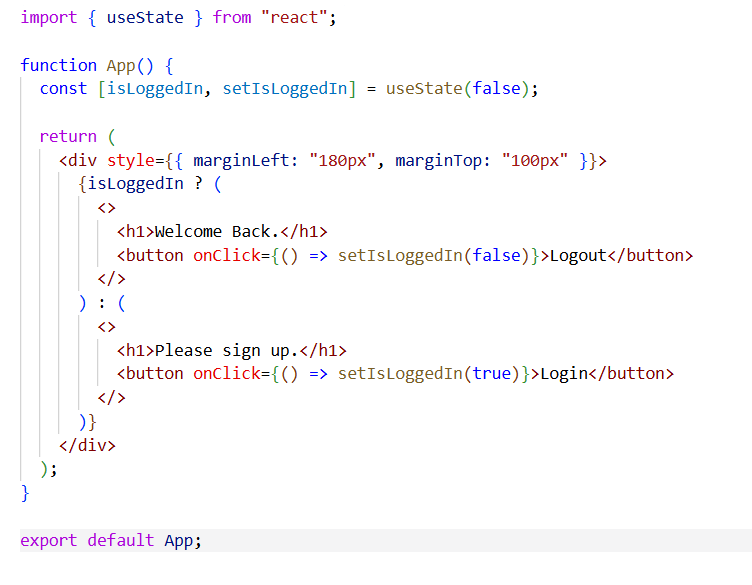 import { useState } from "react";

function App() {
  const [isLoggedIn, setIsLoggedIn] = useState(false);

  return (
    <div style={{ marginLeft: "180px", marginTop: "100px" }}>
      {isLoggedIn ? (
        <>
          <h1>Welcome Back.</h1>
          <button onClick={() => setIsLoggedIn(false)}>Logout</button>
        </>
      ) : (
        <>
          <h1>Please sign up.</h1>
          <button onClick={() => setIsLoggedIn(true)}>Login</button>
        </>
      )}
    </div>
  );
}

export default App;